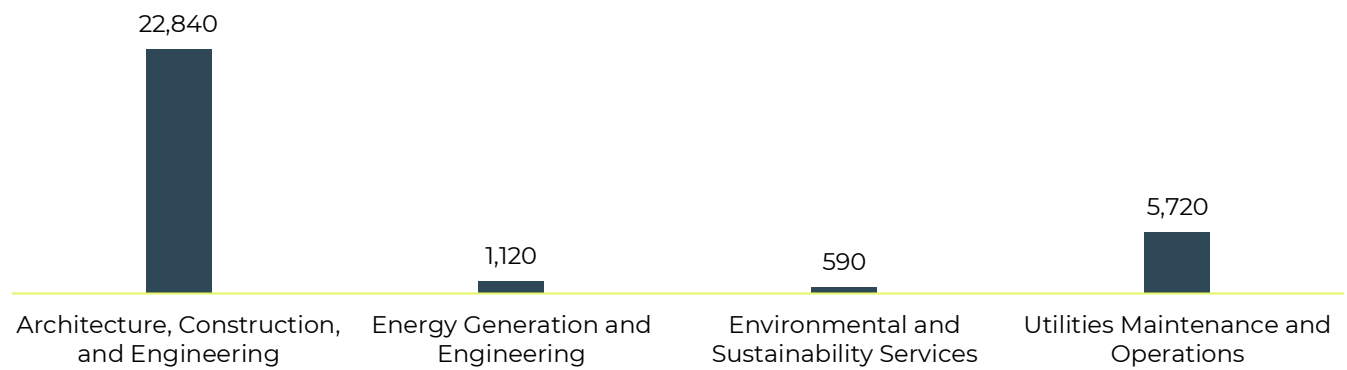 22,840
1,120
590
5,720
Architecture, Construction,
and Engineering
Energy Generation and
Engineering
Environmental and
Sustainability Services
Utilities Maintenance and
Operations